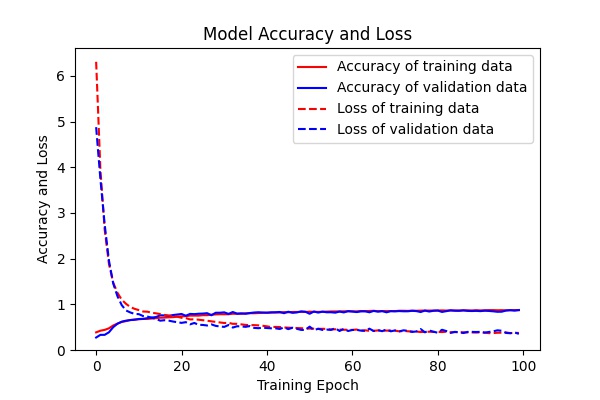 Model Accuracy and Loss
Accuracy of training data
Accuracy of validation data
Loss of training data
Loss of validation data
Accuracy and Loss
6
5
4
3
2
1
0
0 20 40 60 80 100
Training Epoch